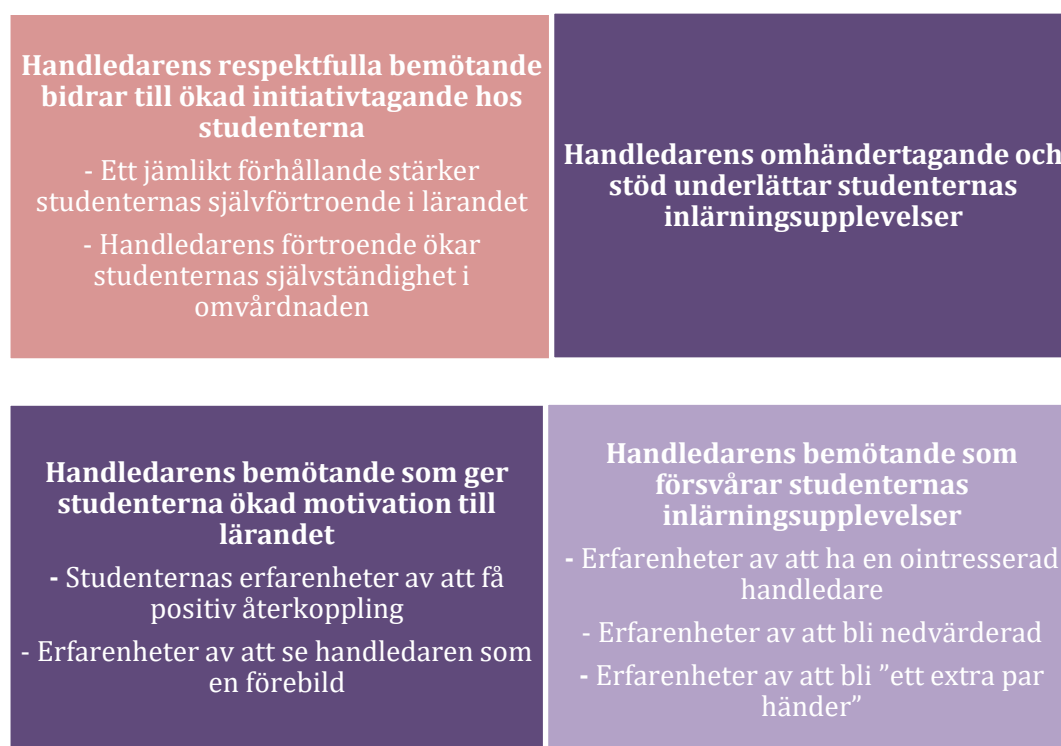 Handledarens respektfulla bemötande
bidrar till ökad initiativtagande hos
studenterna
- Ett jämlikt förhållande stärker
studenternas självförtroende i lärandet
- Handledarens förtroende ökar
studenternas självständighet i
omvårdnaden
Handledarens omhändertagande och
stöd underlättar studenternas
inlärningsupplevelser
Handledarens bemötande som ger
studenterna ökad motivation till
lärandet
- Studenternas erfarenheter av att få
positiv återkoppling
- Erfarenheter av att se handledaren som
en förebild
Handledarens bemötande som
försvårar studenternas
inlärningsupplevelser
- Erfarenheter av att ha en ointresserad
handledare
- Erfarenheter av att bli nedvärderad
- Erfarenheter av att bli ”ett extra par
händer”